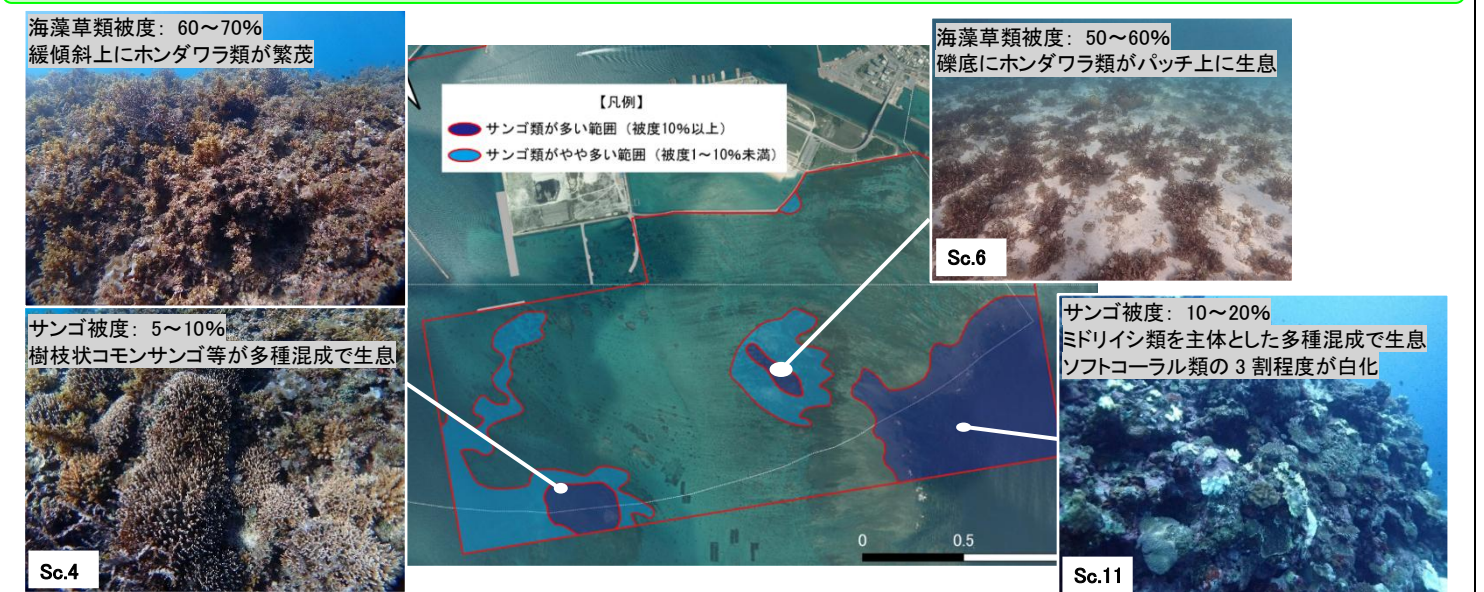 海藻草類被度: 60～70%
緩傾斜上にホンダワラ類が繁茂
サンゴ被度: 5～10%
樹枝状コモンサンゴ等が多種混成で生息
Sc.4
【凡例】
サンゴ類が多い範囲（被度10%以上）
サンゴ類がやや多い範囲（被度1～10%未満）
0
0.5
海藻草類被度: 50～60%
礫底にホンダワラ類がパッチ上に生息
Sc.6
サンゴ被度: 10～20%
ミドリイシ類を主体とした多種混成で生息
ソフトコーラル類の 3 割程度が白化
Sc.11